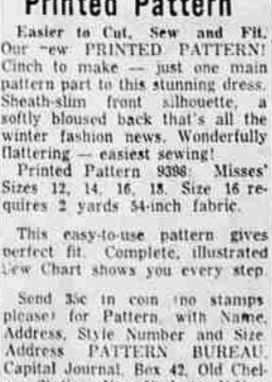 Printed Pattern
Easier to Cut, Sew and Fit.
Our ew PRINTED PATTERN!
Cinch to make — just one main
pattern part to this stunning dress.
Sheath-slim front silhouette, a
softly bloused back that's all the
winter fashion news. Wonderfully
flattering — easiest sewing!
Printed Pattern 9398: Misses'
Sizes 12, 14, 16, 18. Size 16 re-
quires 2 yards 54-inch fabric.
This easy-to-use pattern gives
perfect fit. Complete, illustrated
Sew Chart shows you every step.
Send 35c in coin (no stamps
please) for Pattern, with Name,
Address, Style Number and Size.
Address PATTERN BUREAU,
Capital Journal, Box 42, Old Chel-